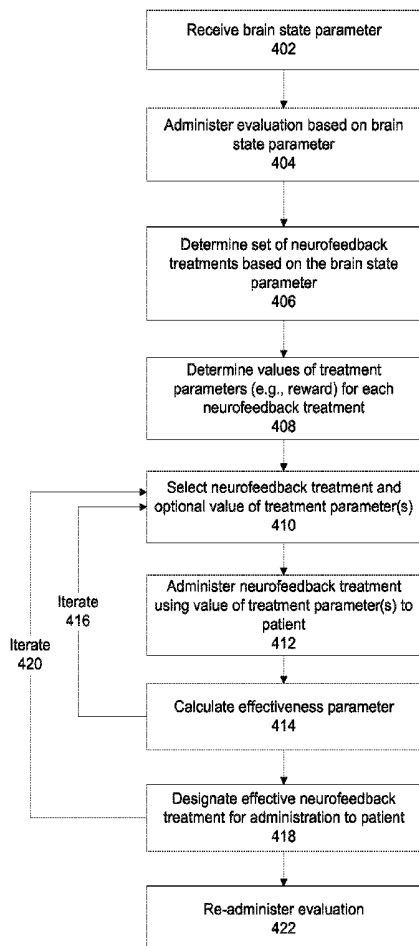 Receive brain state parameter
402
Administer evaluation based on brain
state parameter
404
Determine set of neurofeedback
treatments based on the brain state
parameter
406
Determine values of treatment
parameters (e.g., reward) for each
neurofeedback treatment
408
Select neurofeedback treatment and
optional value of treatment parameter(s)
410
Administer neurofeedback treatment
using value of treatment parameter(s) to
patient
412
Iterate
416
Iterate
420
Calculate effectiveness parameter
414
Designate effective neurofeedback
treatment for administration to patient
418
Re-administer evaluation
422